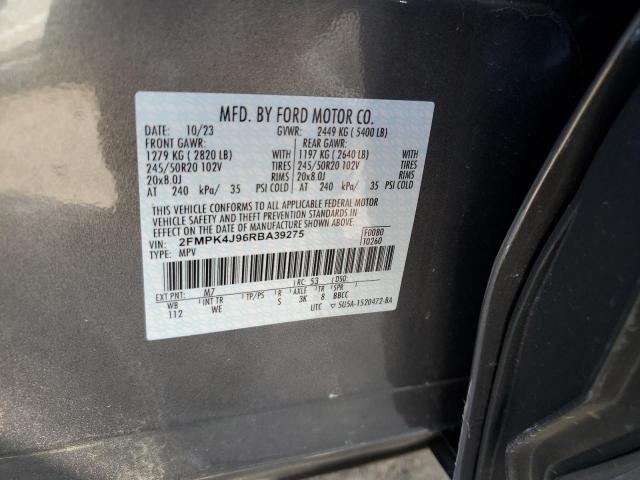 MFD. BY FORD MOTOR CO.
DATE: 10/23 GVWR: 2449 KG ( 5400 LB)
FRONT GAWR: REAR GAWR:
1279 KG ( 2820 LB) WITH 1197 KG ( 2640 LB) WITH
245/50R20 102V TIRES 245/50R20 102V TIRES
20x8.0J RIMS 20x8.0J RIMS
AT 240 kPa/ 35 PSI COLD AT 240 kPa/ 35 PSI COLD
THIS VEHICLE CONFORMS TO ALL APPLICABLE FEDERAL MOTOR
VEHICLE SAFETY AND THEFT PREVENTION STANDARDS IN
EFFECT ON THE DATE OF MANUFACTURE SHOWN ABOVE.
VIN: 2FMPK4J96RBA39275 F0080
TYPE: MPV T0260
RC: 53 DSO:
EXT PNT: M7
WB INT TR TP/PS R AXLE TR SPR
112 WE S 3K 8 BBCC
UTC ▽ 5U5A-1520472-BA